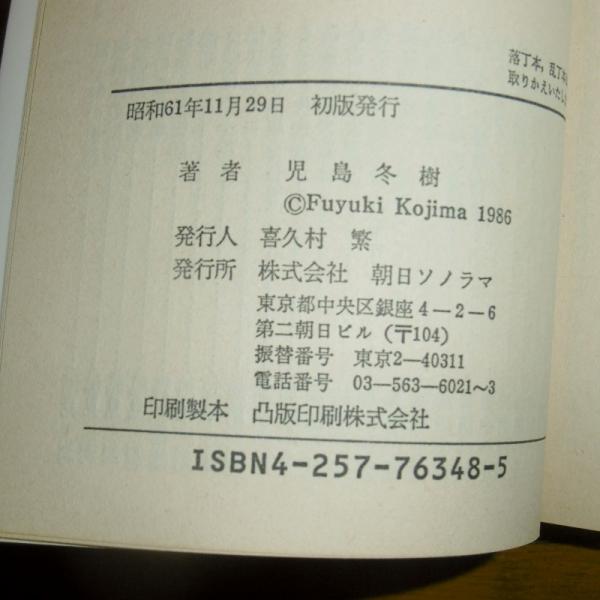 落丁本，乱丁本
取りかえいたし
昭和61年11月29日　初版発行
著者　児島冬樹
©Fuyuki Kojima 1986
発行人　喜久村　繁
発行所　株式会社　朝日ソノラマ
東京都中央区銀座4－2－6
第二朝日ビル（〒104）
振替番号　東京2－40311
電話番号　03－563－6021～3
印刷製本　凸版印刷株式会社
ISBN4-257-76348-5